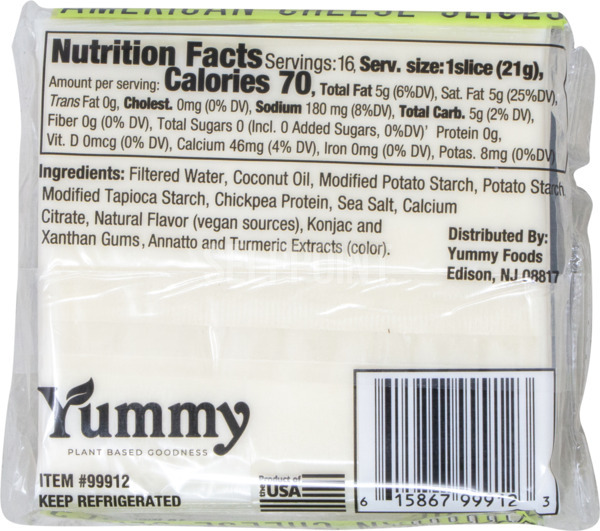 AMERICAN CHEESE SLICES
Nutrition Facts Servings:16, Serv. size:1slice (21g),
Amount per serving: Calories 70, Total Fat 5g (6%DV), Sat. Fat 5g (25%DV),
Trans Fat 0g, Cholest. 0mg (0% DV), Sodium 180 mg (8%DV), Total Carb. 5g (2% DV),
Fiber 0g (0% DV), Total Sugars 0 (Incl. 0 Added Sugars, 0%DV)' Protein 0g,
Vit. D 0mcg (0% DV), Calcium 46mg (4% DV), Iron 0mg (0% DV), Potas. 8mg (0%DV)
Ingredients: Filtered Water, Coconut Oil, Modified Potato Starch, Potato Starch
Modified Tapioca Starch, Chickpea Protein, Sea Salt, Calcium
Citrate, Natural Flavor (vegan sources), Konjac and
Xanthan Gums, Annatto and Turmeric Extracts (color).
Distributed By:
Yummy Foods
Edison, NJ 08817
Yummy
PLANT BASED GOODNESS
ITEM #99912
KEEP REFRIGERATED
Product of
the USA
6 15867 99912 3